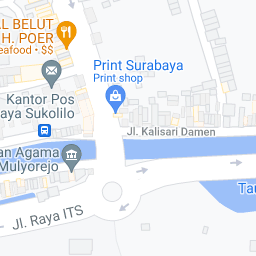 AL BELUT
H. POER
eafood • $$
Print Surabaya
Print shop
Kantor Pos
aya Sukolilo
Jl. Kalisari Damen
an Agama
Mulyorejo
Jl. Raya ITS
Tau